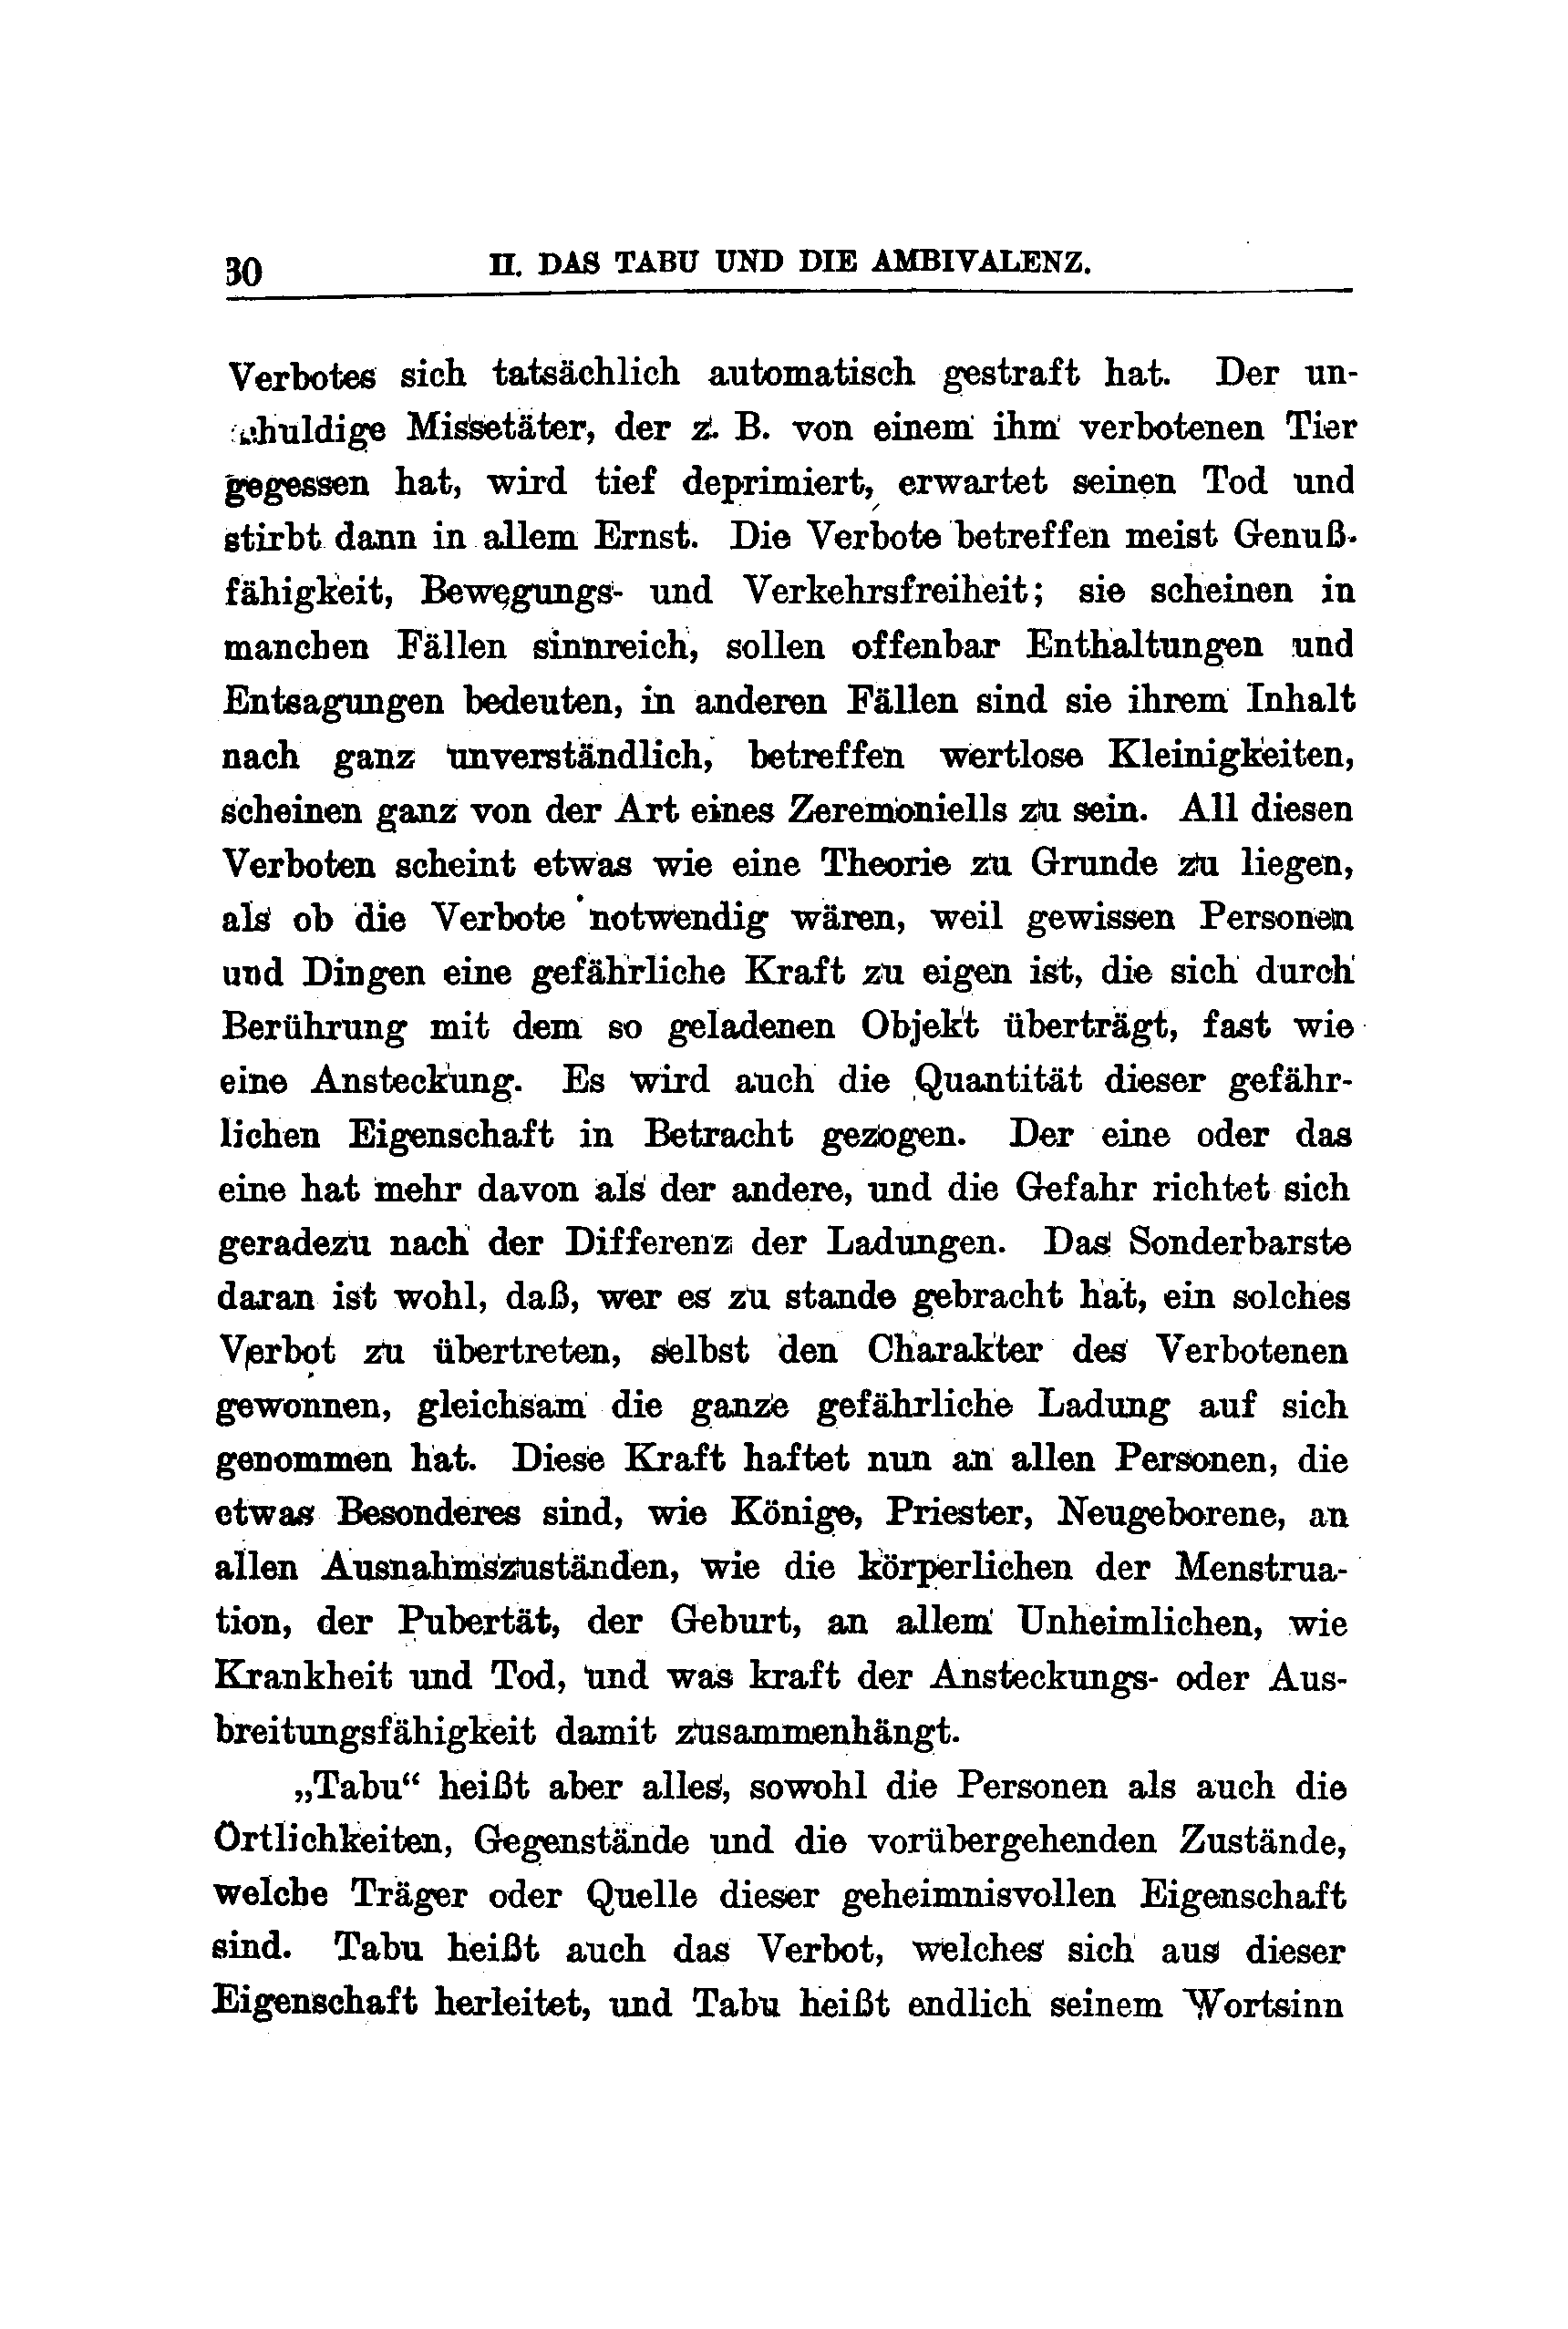 30
II. DAS TABU UND DIE AMBIVALENZ.
Verbotes sich tatsächlich automatisch gestraft hat. Der un-
schuldige Missetäter, der z. B. von einem ihm verbotenen Tier
gegessen hat, wird tief deprimiert, erwartet seinen Tod und
stirbt dann in allem Ernst. Die Verbote betreffen meist Genuß-
fähigkeit, Bewegungs- und Verkehrsfreiheit; sie scheinen in
manchen Fällen sinnreich, sollen offenbar Enthaltungen und
Entsagungen bedeuten, in anderen Fällen sind sie ihrem Inhalt
nach ganz unverständlich, betreffen wertlose Kleinigkeiten,
scheinen ganz von der Art eines Zeremoniells zu sein. All diesen
Verboten scheint etwas wie eine Theorie zu Grunde zu liegen,
als ob die Verbote notwendig wären, weil gewissen Personen
und Dingen eine gefährliche Kraft zu eigen ist, die sich durch
Berührung mit dem so geladenen Objekt überträgt, fast wie
eine Ansteckung. Es wird auch die Quantität dieser gefähr-
lichen Eigenschaft in Betracht gezogen. Der eine oder das
eine hat mehr davon als der andere, und die Gefahr richtet sich
geradezu nach der Differenz der Ladungen. Das Sonderbarste
daran ist wohl, daß, wer es zu stande gebracht hat, ein solches
Verbot zu übertreten, selbst den Charakter des Verbotenen
gewonnen, gleichsam die ganze gefährliche Ladung auf sich
genommen hat. Diese Kraft haftet nun an allen Personen, die
etwas Besonderes sind, wie Könige, Priester, Neugeborene, an
allen Ausnahmszuständen, wie die körperlichen der Menstrua-
tion, der Pubertät, der Geburt, an allem Unheimlichen, wie
Krankheit und Tod, und was kraft der Ansteckungs- oder Aus-
breitungsfähigkeit damit zusammenhängt.
„Tabu“ heißt aber alles, sowohl die Personen als auch die
Örtlichkeiten, Gegenstände und die vorübergehenden Zustände,
welche Träger oder Quelle dieser geheimnisvollen Eigenschaft
sind. Tabu heißt auch das Verbot, welches sich aus dieser
Eigenschaft herleitet, und Tabu heißt endlich seinem Wortsinn